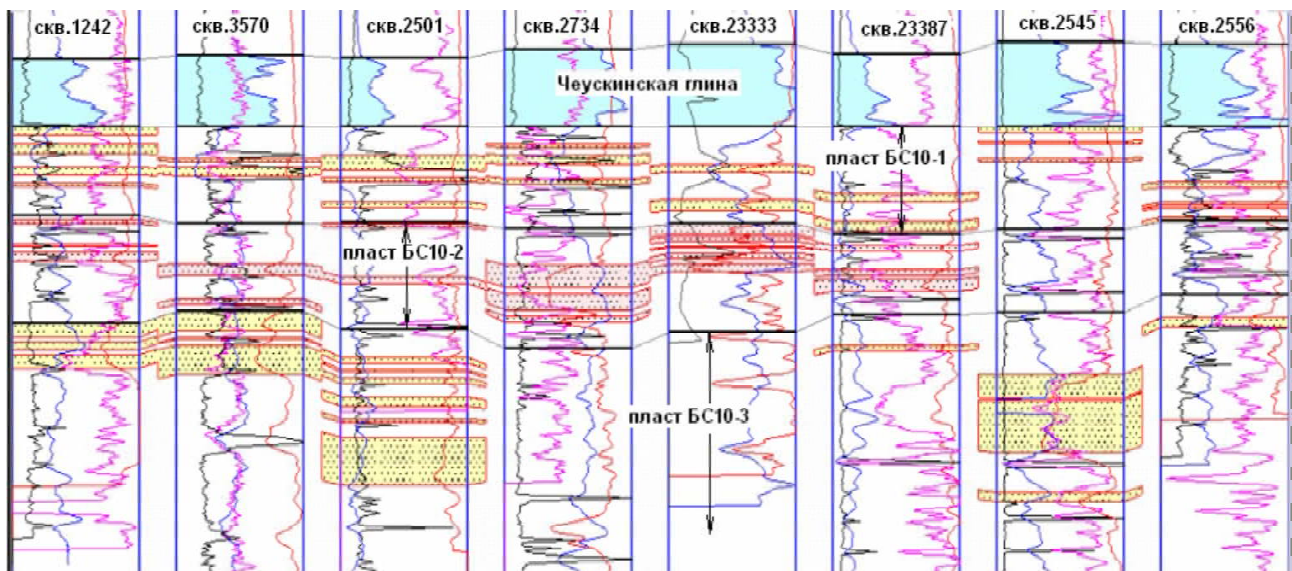 скв.1242
скв.3570
скв.2501
скв.2734
скв.23333
скв.23387
скв.2545
скв.2556
Чеускинская глина
пласт БС10-1
пласт БС10-2
пласт БС10-3